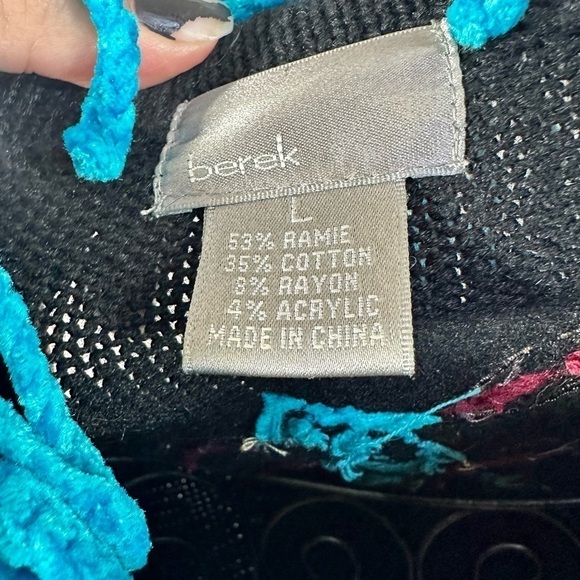 berek
L
53% RAMIE
35% COTTON
8% RAYON
4% ACRYLIC
MADE IN CHINA